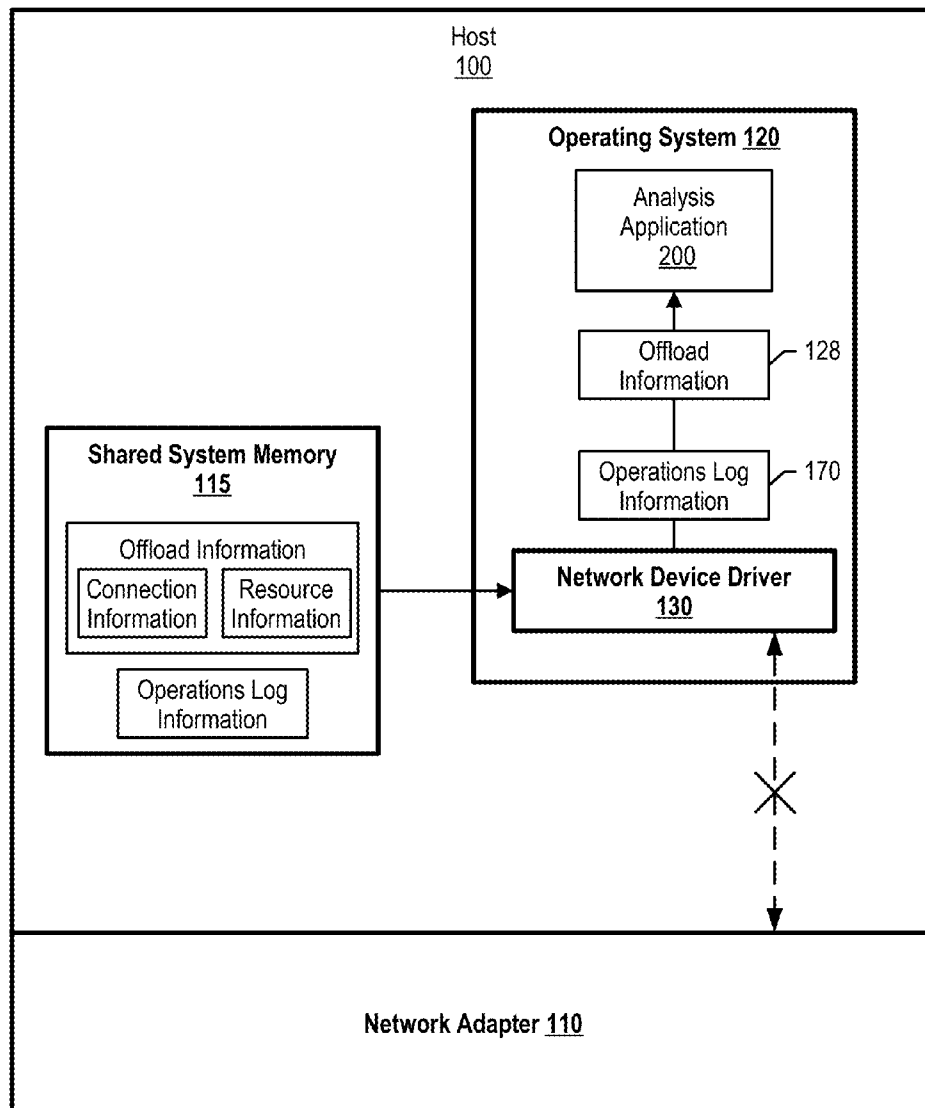 Host
100
Operating System 120
Analysis
Application
200
Offload
Information
128
Operations Log
Information
170
Network Device Driver
130
Shared System Memory
115
Offload Information
Connection
Information
Resource
Information
Operations Log
Information
Network Adapter 110